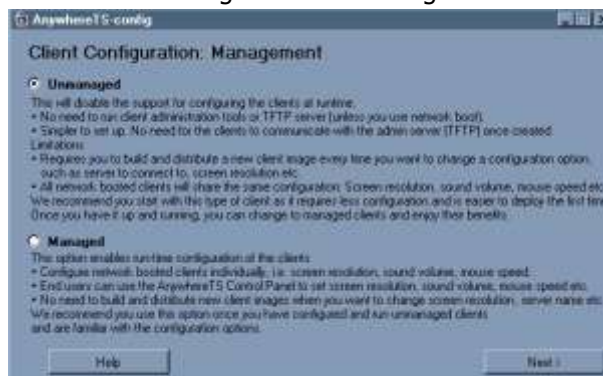 AnywhereTS-config
Client Configuration: Management
Unmanaged
This will disable the support for configuring the clients at runtime.
• No need to run client administration tools or TFTP server (unless you use network boot).
• Simpler to set up. No need for the clients to communicate with the admin server (TFTP) once created.
Limitations
• Requires you to build and distribute a new client image every time you want to change a configuration option,
such as server to connect to, screen resolution etc.
• All network booted clients will share the same configuration: Screen resolution, sound volume, mouse speed etc
We recommend you start with this type of client as it requires less configuration and is easier to deploy the first time
Once you have it up and running, you can change to managed clients and enjoy their benefits
Managed
This option enables run-time configuration of the clients
• Configure network booted clients individually, i.e. screen resolution, sound volume, mouse speed.
• End users can use the AnywhereTS Control Panel to set screen resolution, sound volume, mouse speed etc.
• No need to build and distribute new client images when you want to change screen resolution, server name etc.
We recommend you use this option once you have configured and run unmanaged clients
and are familiar with the configuration options.
Help
Next >